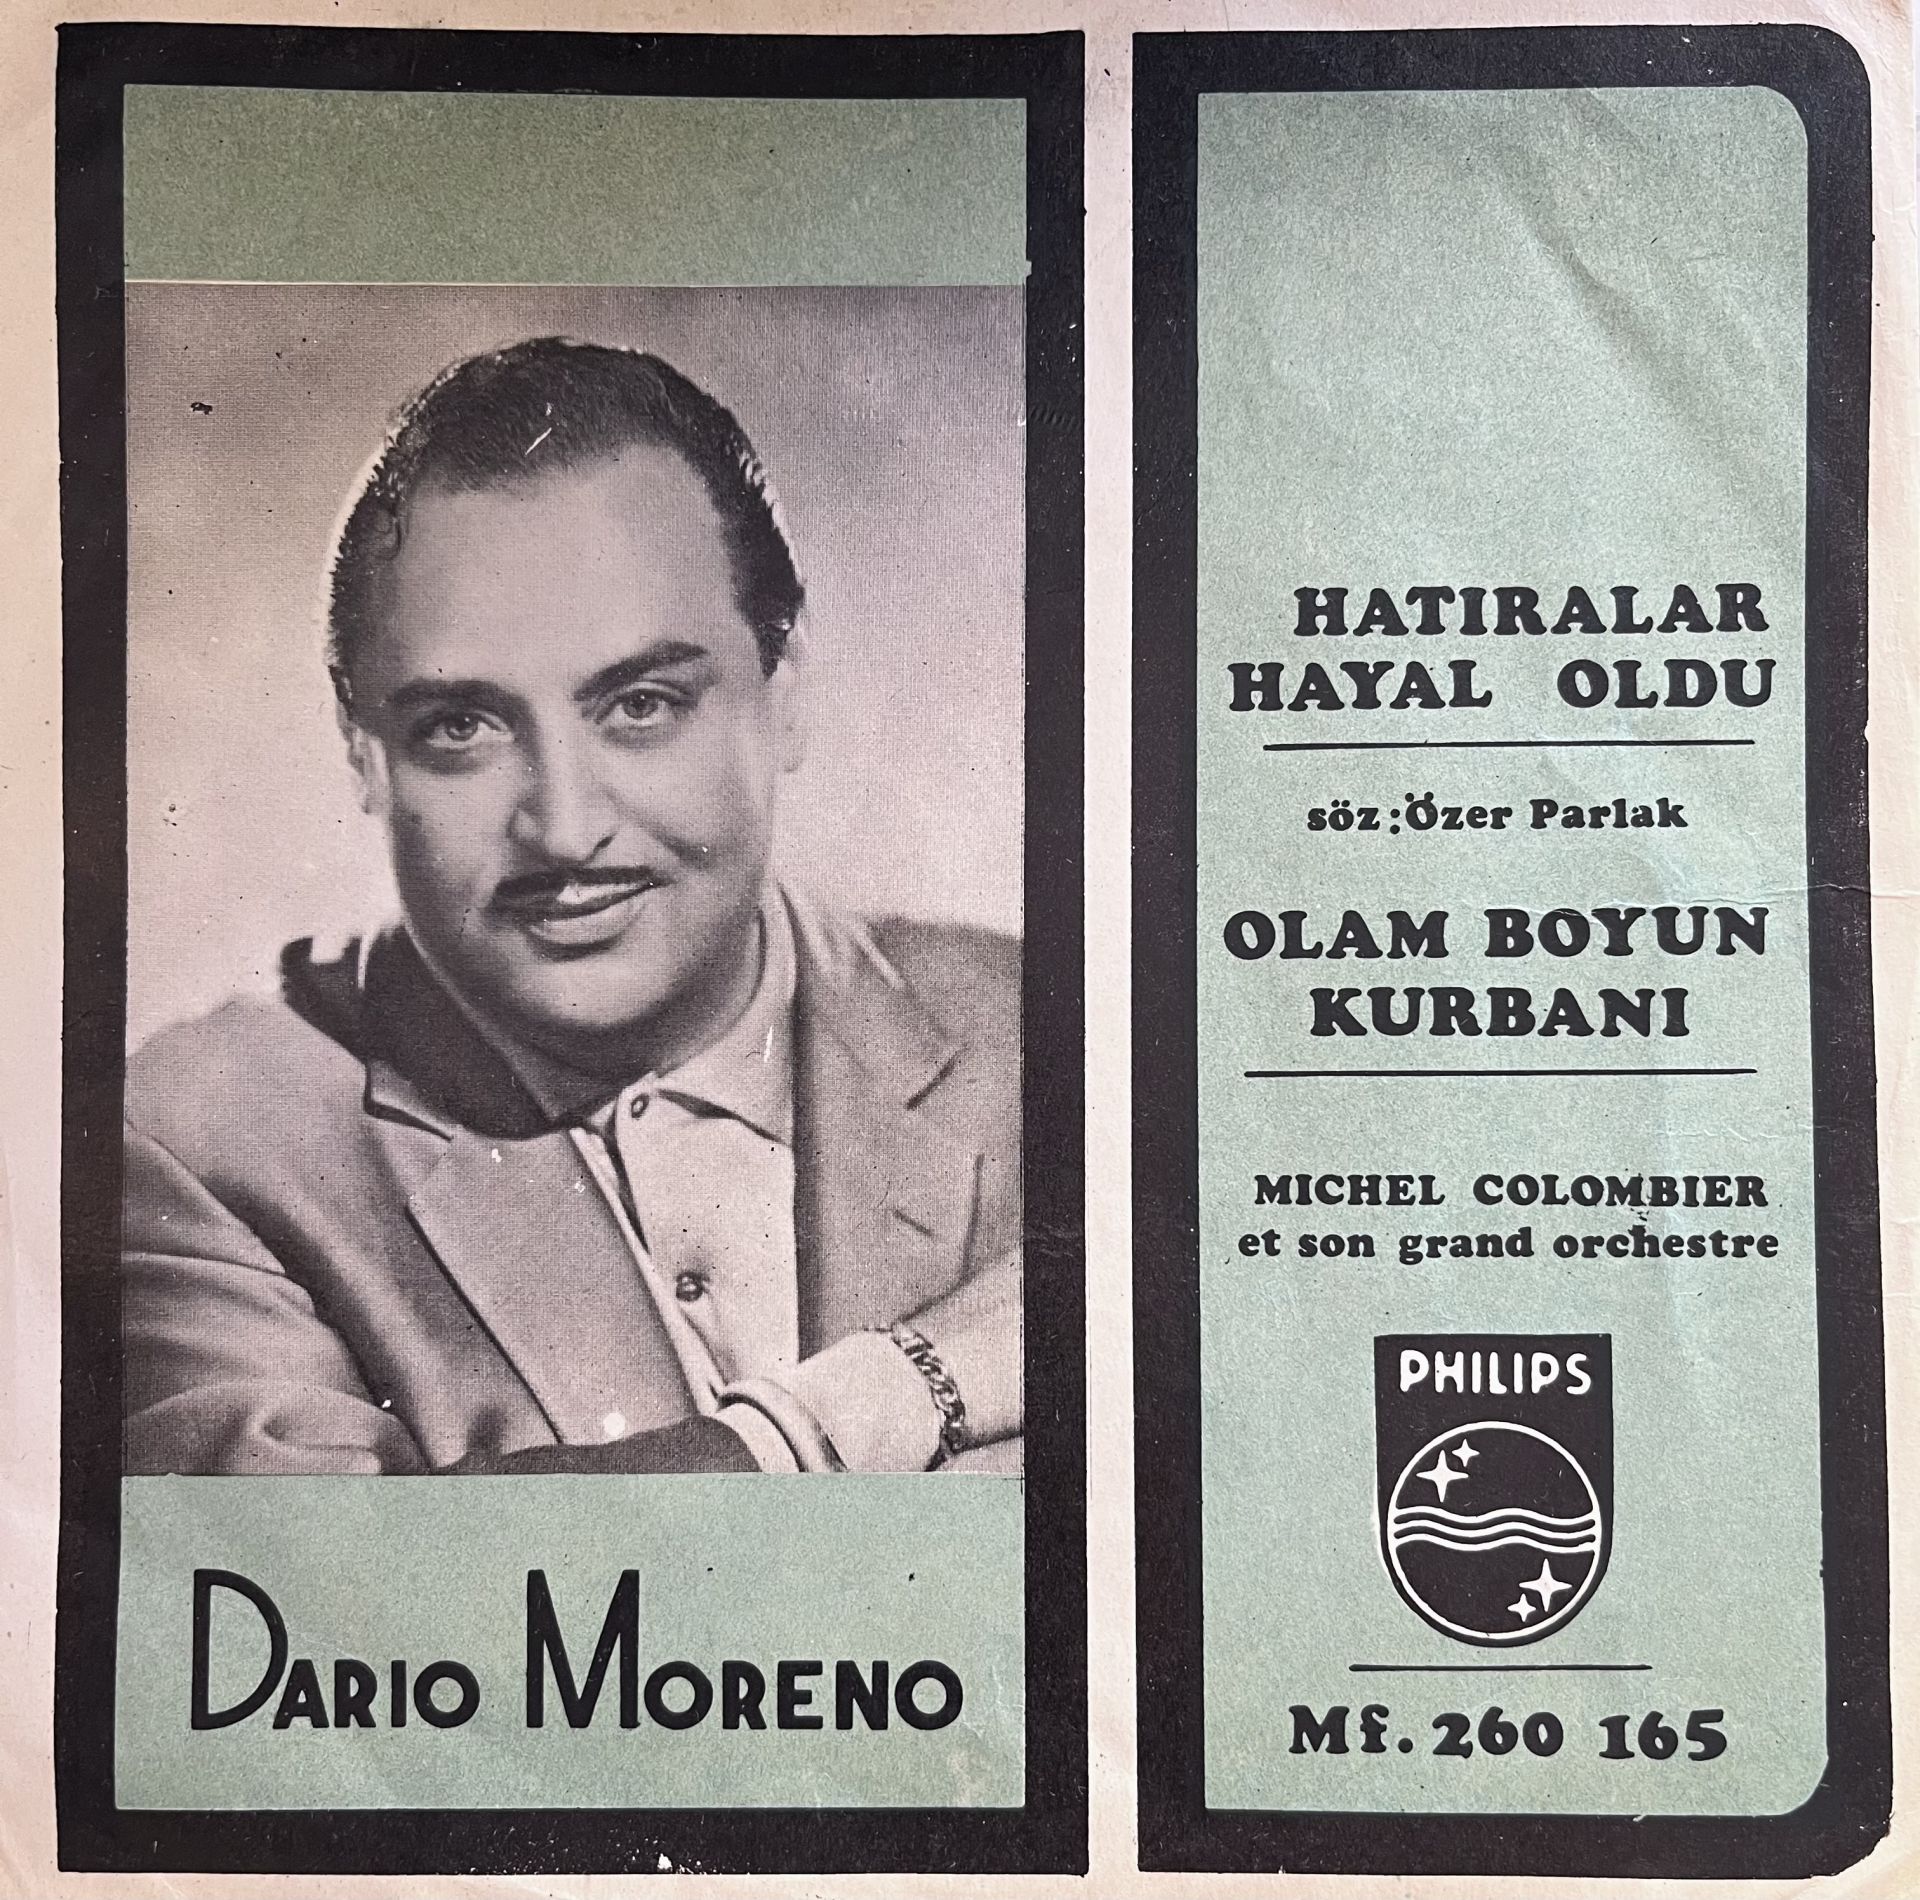 DARIO MORENO
HATIRALAR
HAYAL OLDU
söz:Özer Parlak
OLAM BOYUN
KURBANI
MICHEL COLOMBIER
et son grand orchestre
PHILIPS
Mf. 260 165